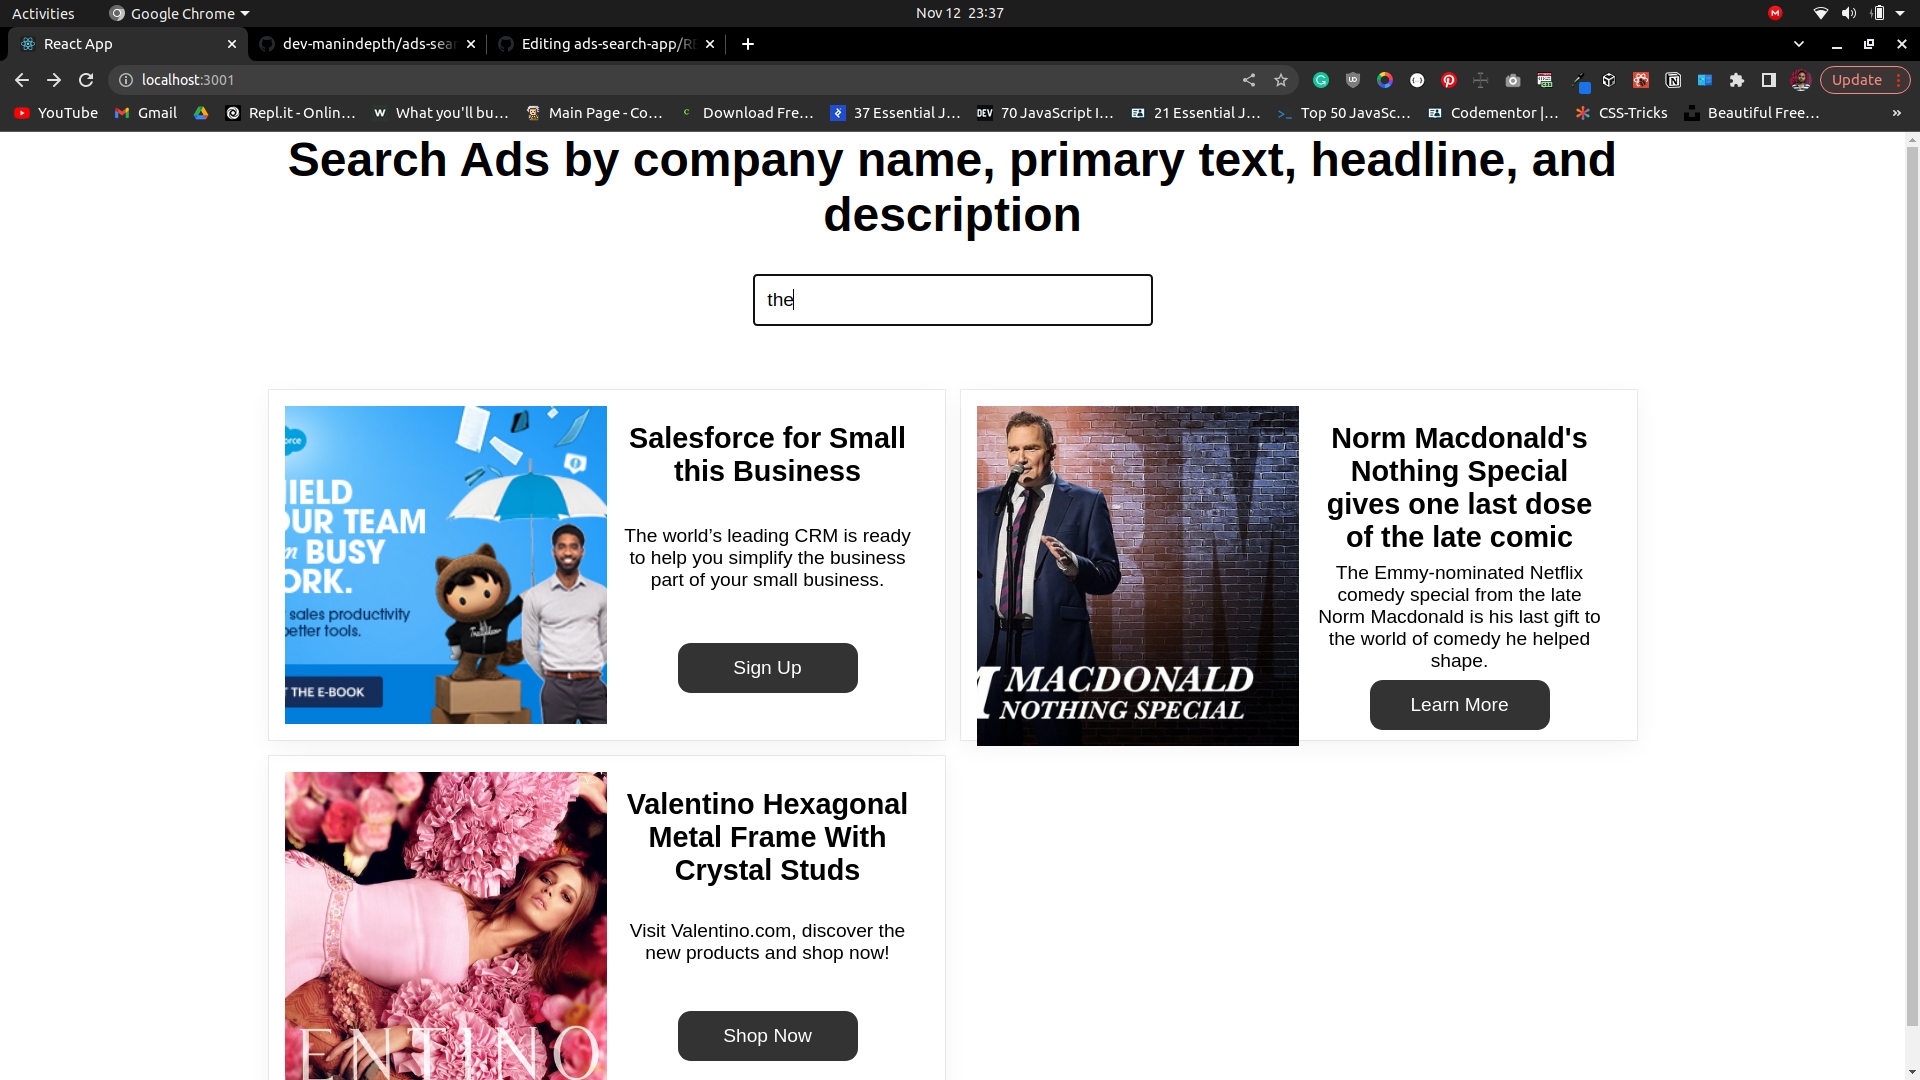 Activities
Google Chrome
Nov 12 23:37
React App
dev-manindepth/ads-sear
Editing ads-search-app/RE
localhost:3001
Update
YouTube
Gmail
Repl.it - Onlin…
What you'll bu…
Main Page - Co…
Download Fre…
37 Essential J…
DEV
70 JavaScript I…
21 Essential J…
Top 50 JavaSc…
Codementor |…
CSS-Tricks
Beautiful Free…
»
Search Ads by company name, primary text, headline, and
description
the
IELD
OUR TEAM
BUSY
ORK.
sales productivity
better tools.
THE E-BOOK
Salesforce for Small
this Business
The world’s leading CRM is ready
to help you simplify the business
part of your small business.
Sign Up
MACDONALD
NOTHING SPECIAL
Norm Macdonald's
Nothing Special
gives one last dose
of the late comic
The Emmy-nominated Netflix
comedy special from the late
Norm Macdonald is his last gift to
the world of comedy he helped
shape.
Learn More
ENTINO
Valentino Hexagonal
Metal Frame With
Crystal Studs
Visit Valentino.com, discover the
new products and shop now!
Shop Now